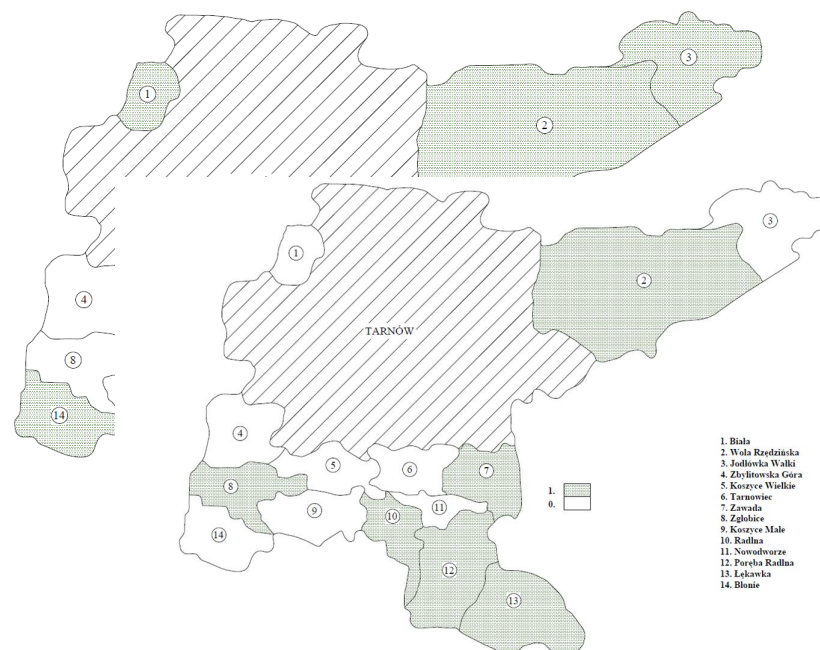 3
1
2
4
8
14
3
1
2
TARNÓW
4
5
6
7
8
9
10
11
14
12
13
1.
0.
1. Biała
2. Wola Rzędzińska
3. Jodłówka Wałki
4. Zbylitowska Góra
5. Koszyce Wielkie
6. Tarnowiec
7. Zawada
8. Zgłobice
9. Koszyce Małe
10. Radlna
11. Nowodworze
12. Poręba Radlna
13. Łękawka
14. Błonie